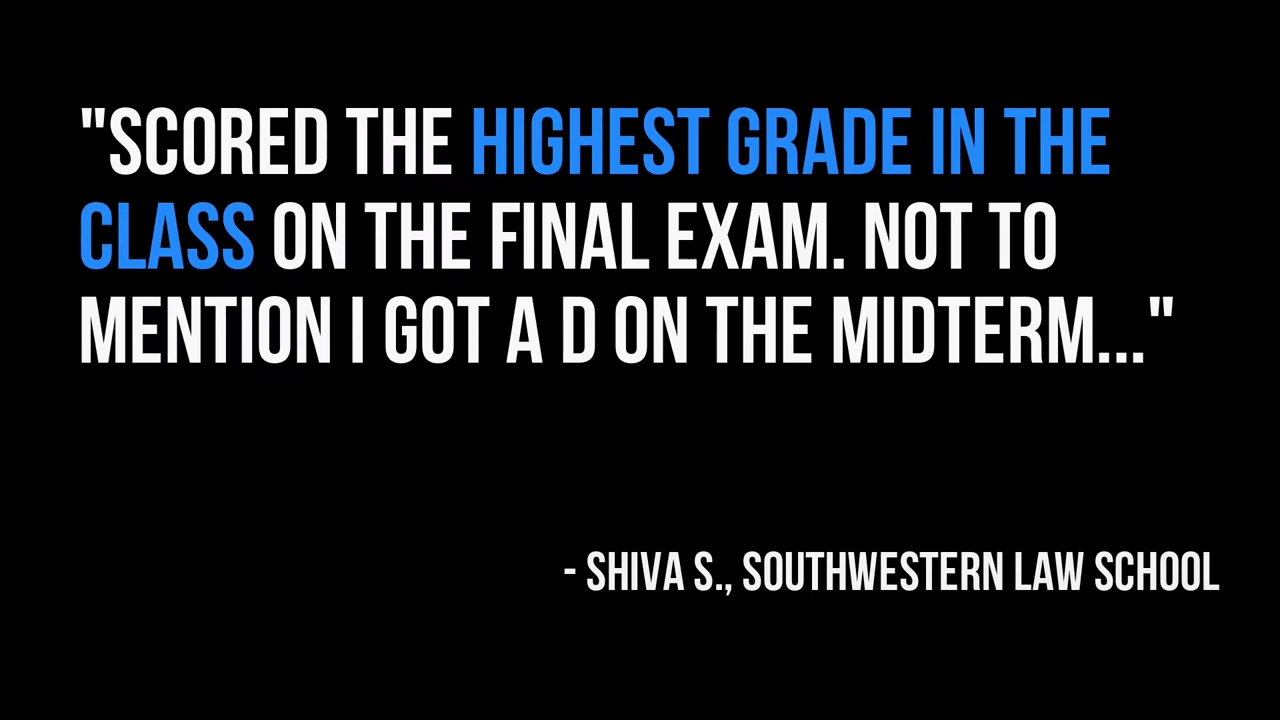 "SCORED THE HIGHEST GRADE IN THE
CLASS ON THE FINAL EXAM. NOT TO
MENTION I GOT A D ON THE MIDTERM..."
- SHIVA S., SOUTHWESTERN LAW SCHOOL